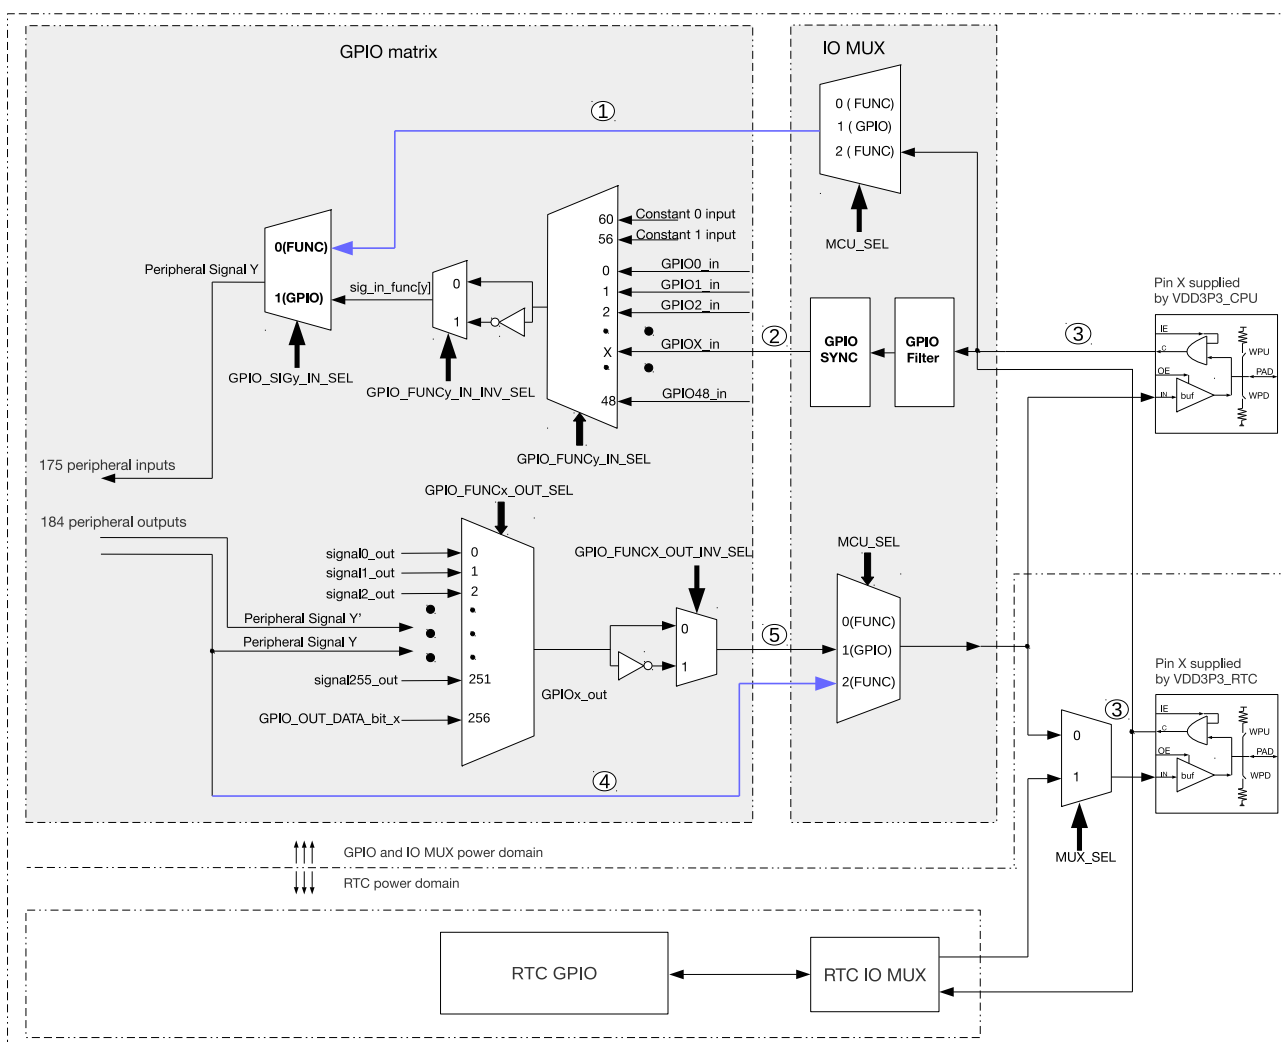 GPIO matrix
IO MUX
1
0 ( FUNC)
1 ( GPIO)
2 ( FUNC)
MCU_SEL
60
Constant 0 input
56
Constant 1 input
0
GPIO0_in
1
GPIO1_in
2
GPIO2_in
X
GPIOX_in
48
GPIO48_in
GPIO_FUNCy_IN_SEL
0(FUNC)
1(GPIO)
Peripheral Signal Y
GPIO_SIGy_IN_SEL
sig_in_func[y]
0
1
GPIO_FUNCy_IN_INV_SEL
2
GPIO
SYNC
GPIO
Filter
3
Pin X supplied
by VDD3P3_CPU
IE
C
OE
IN
buf
WPU
PAD
WPD
175 peripheral inputs
184 peripheral outputs
GPIO_FUNCx_OUT_SEL
signal0_out
0
signal1_out
1
signal2_out
2
Peripheral Signal Y'
Peripheral Signal Y
signal255_out
251
GPIO_OUT_DATA_bit_x
256
GPIOx_out
GPIO_FUNCX_OUT_INV_SEL
0
1
5
MCU_SEL
0(FUNC)
1(GPIO)
2(FUNC)
4
Pin X supplied
by VDD3P3_RTC
3
0
1
MUX_SEL
IE
C
OE
IN
buf
WPU
PAD
WPD
GPIO and IO MUX power domain
RTC power domain
RTC GPIO
RTC IO MUX